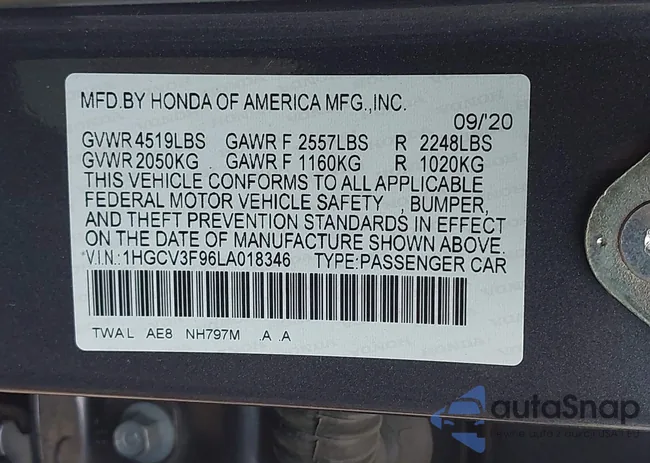 MFD.BY HONDA OF AMERICA MFG.,INC.
09/'20
GVWR 4519LBS GAWR F 2557LBS R 2248LBS
GVWR 2050KG GAWR F 1160KG R 1020KG
THIS VEHICLE CONFORMS TO ALL APPLICABLE
FEDERAL MOTOR VEHICLE SAFETY , BUMPER,
AND THEFT PREVENTION STANDARDS IN EFFECT
ON THE DATE OF MANUFACTURE SHOWN ABOVE.
V.I.N.:1HGCV3F96LA018346 TYPE:PASSENGER CAR
TWA L AE8 NH797M .A .A
autoSnap